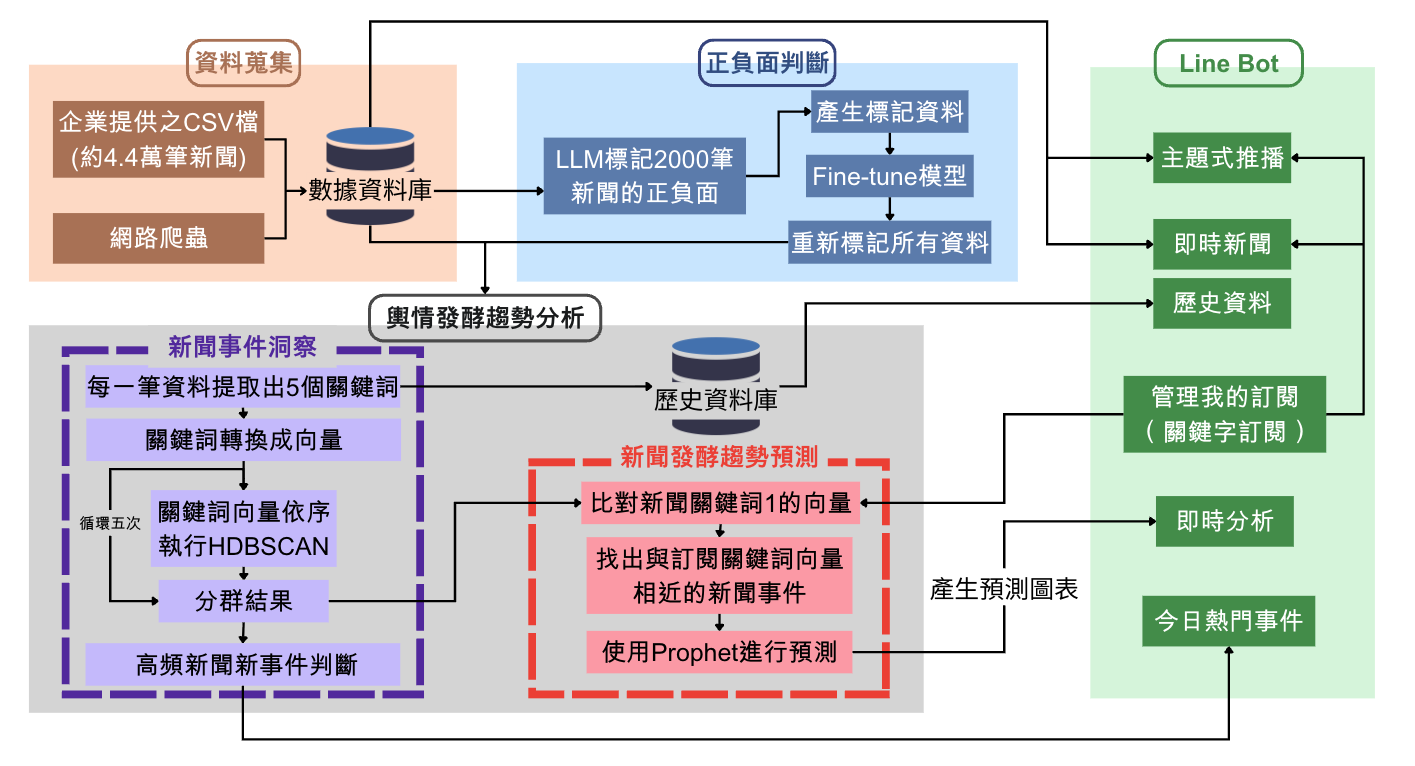 資料蒐集
企業提供之CSV檔
(約4.4萬筆新聞)
網路爬蟲
數據資料庫
正負面判斷
LLM標記2000筆
新聞的正負面
產生標記資料
Fine-tune模型
重新標記所有資料
Line Bot
主題式推播
即時新聞
歷史資料
管理我的訂閱
（ 關鍵字訂閱 ）
即時分析
今日熱門事件
輿情發酵趨勢分析
新聞事件洞察
每一筆資料提取出5個關鍵詞
關鍵詞轉換成向量
循環五次
關鍵詞向量依序
執行HDBSCAN
分群結果
高頻新聞新事件判斷
歷史資料庫
新聞發酵趨勢預測
比對新聞關鍵詞1的向量
找出與訂閱關鍵詞向量
相近的新聞事件
使用Prophet進行預測
產生預測圖表